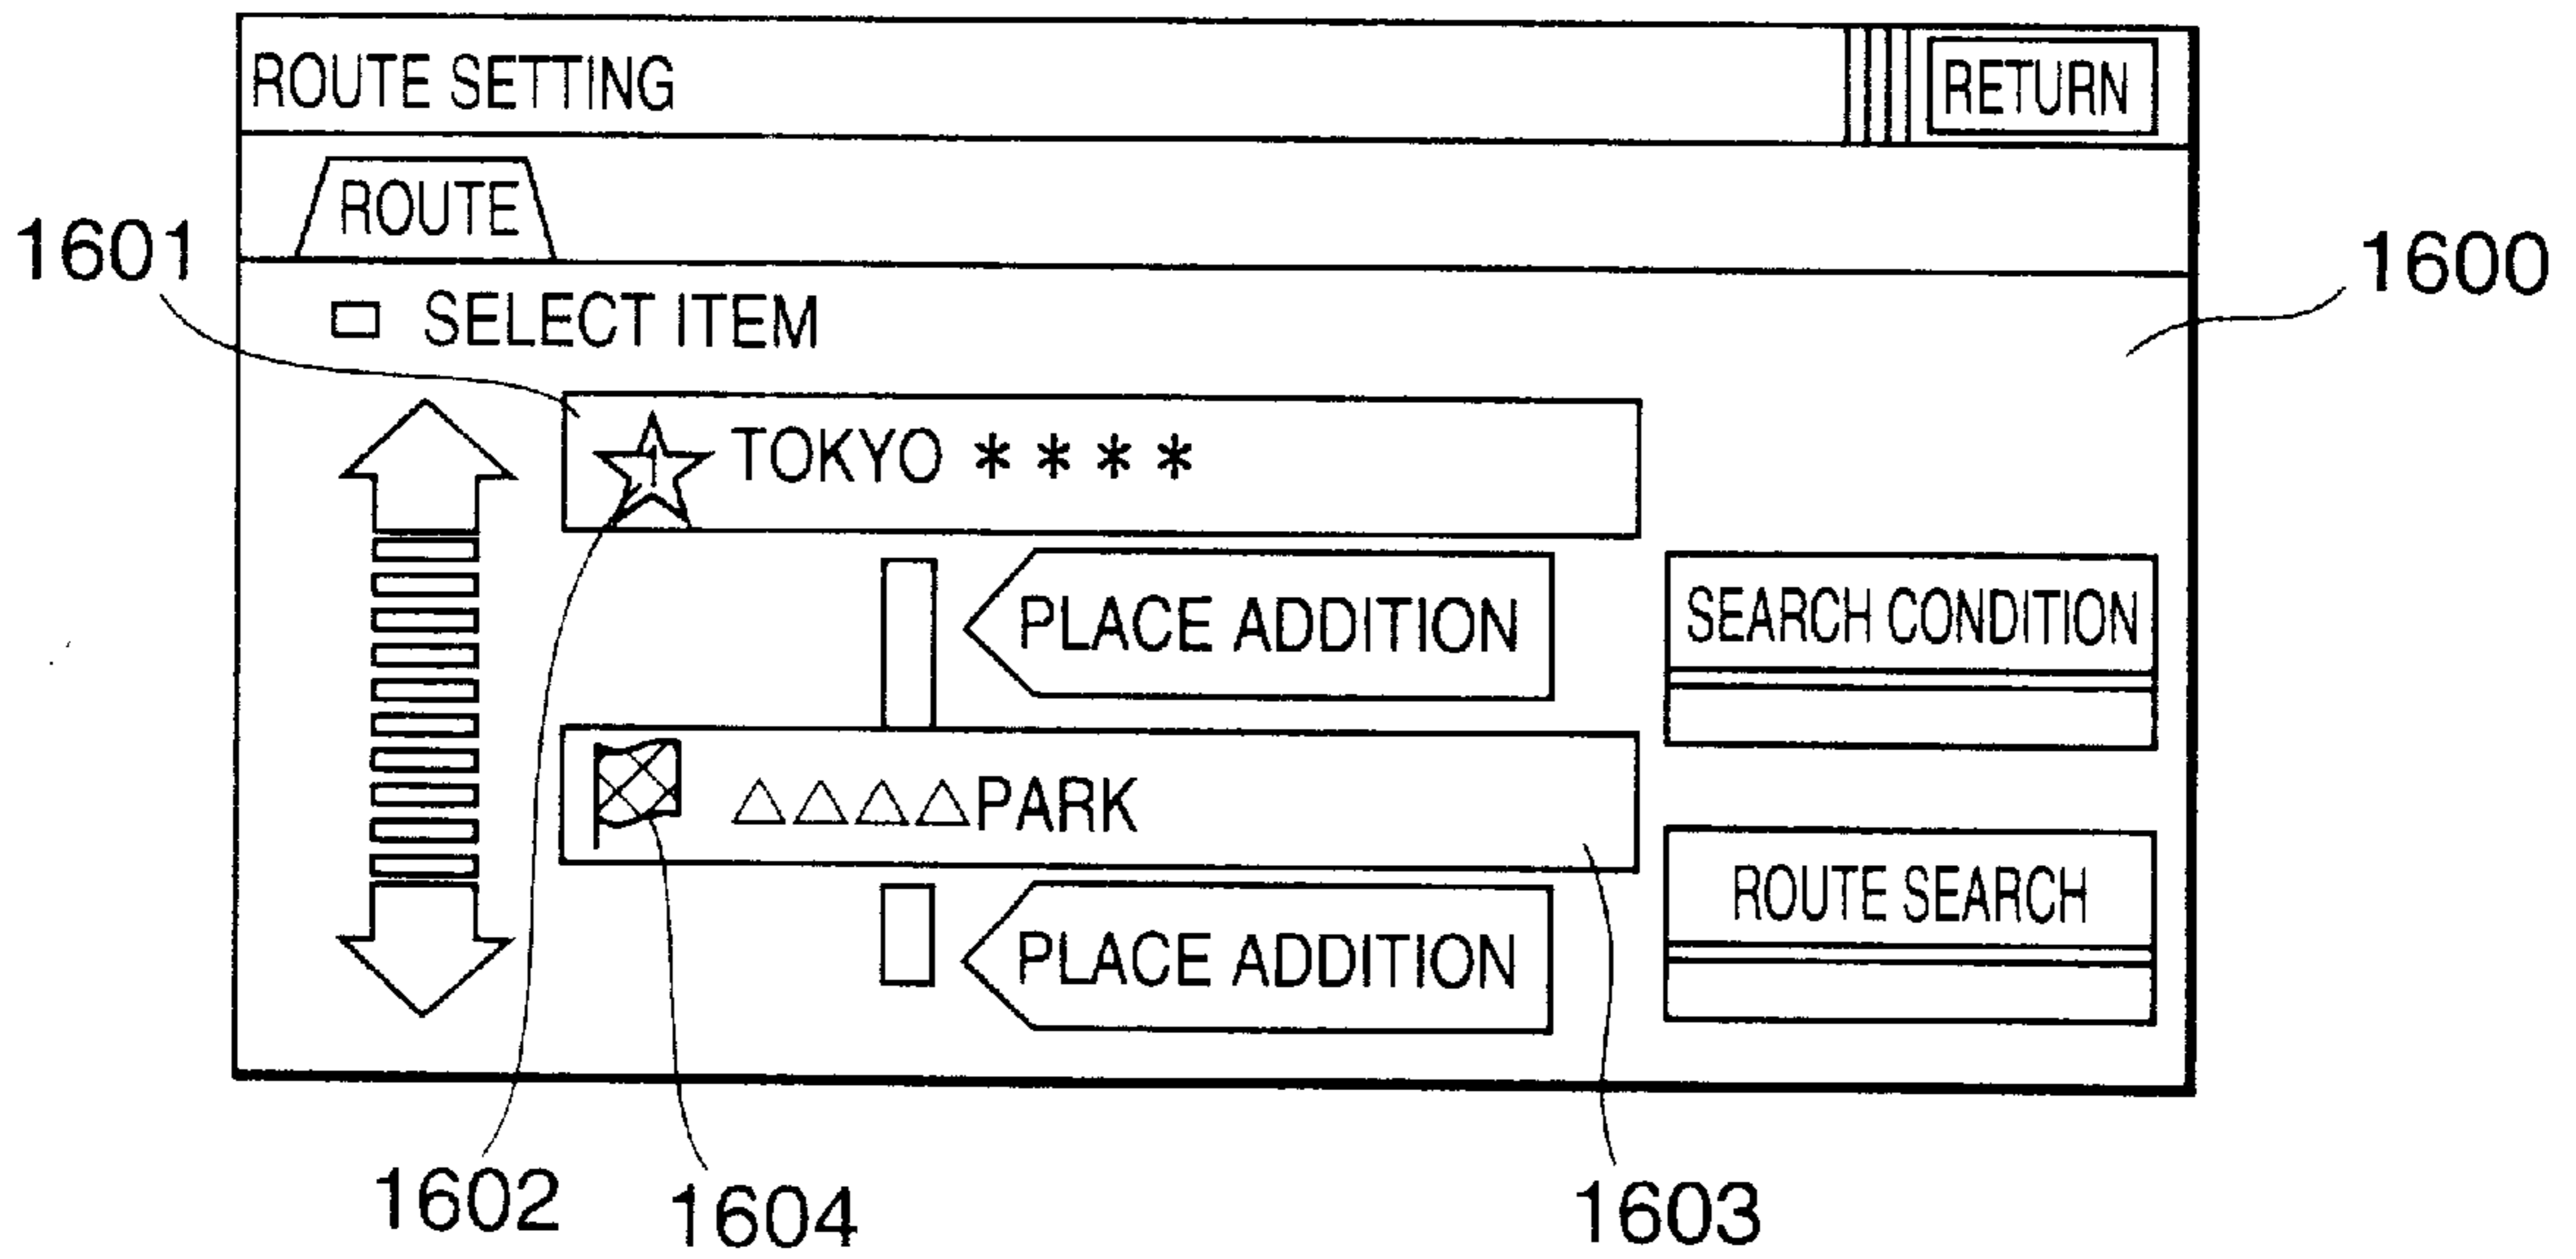 ROUTE SETTING
RETURN
ROUTE
1601
1600
SELECT ITEM
1 TOKYO ＊＊＊＊
PLACE ADDITION
SEARCH CONDITION
△△△△PARK
ROUTE SEARCH
PLACE ADDITION
1602
1604
1603